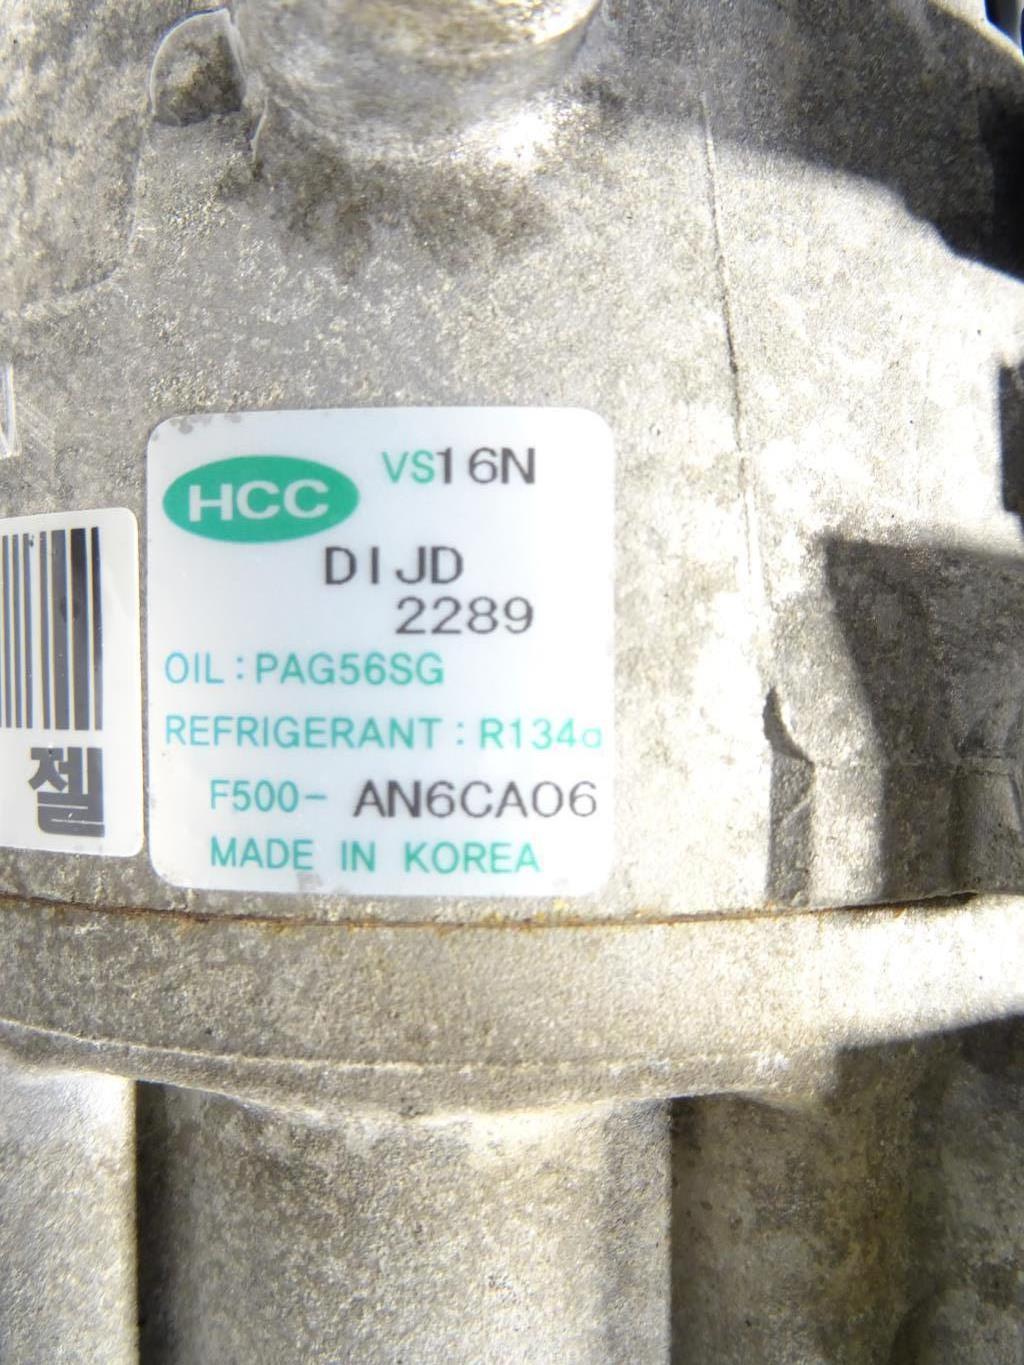 HCC VS16N
DIJD
2289
OIL : PAG56SG
REFRIGERANT : R134a
F500- AN6CA06
MADE IN KOREA
젤